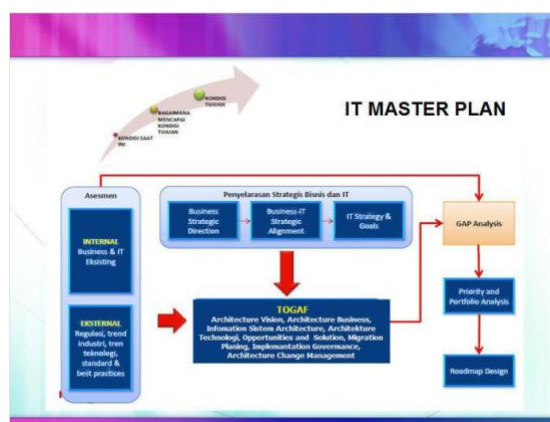 IT MASTER PLAN
KONDISI
TUJUAN
BAGAIMANA
MENCAPAI
KONDISI
TUJUAN
KONDISI SAAT
INI
Asesmen
INTERNAL
Business & IT
Eksisting
EKSTERNAL
Regulasi, trend
industri, tren
teknologi,
standard &
best practices
Penyelarasan Strategis Bisnis dan IT
Business
Strategic
Direction
Business-IT
Strategic
Alignment
IT Strategy &
Goals
TOGAF
Architecture Vision, Architecture Business,
Infomation Sistem Architecture, Architekture
Technologi, Opportunities and Solution, Migration
Planing, Implemantation Governance,
Architecture Change Management
GAP Analysis
Priority and
Portfolio Analysis
Roadmap Design